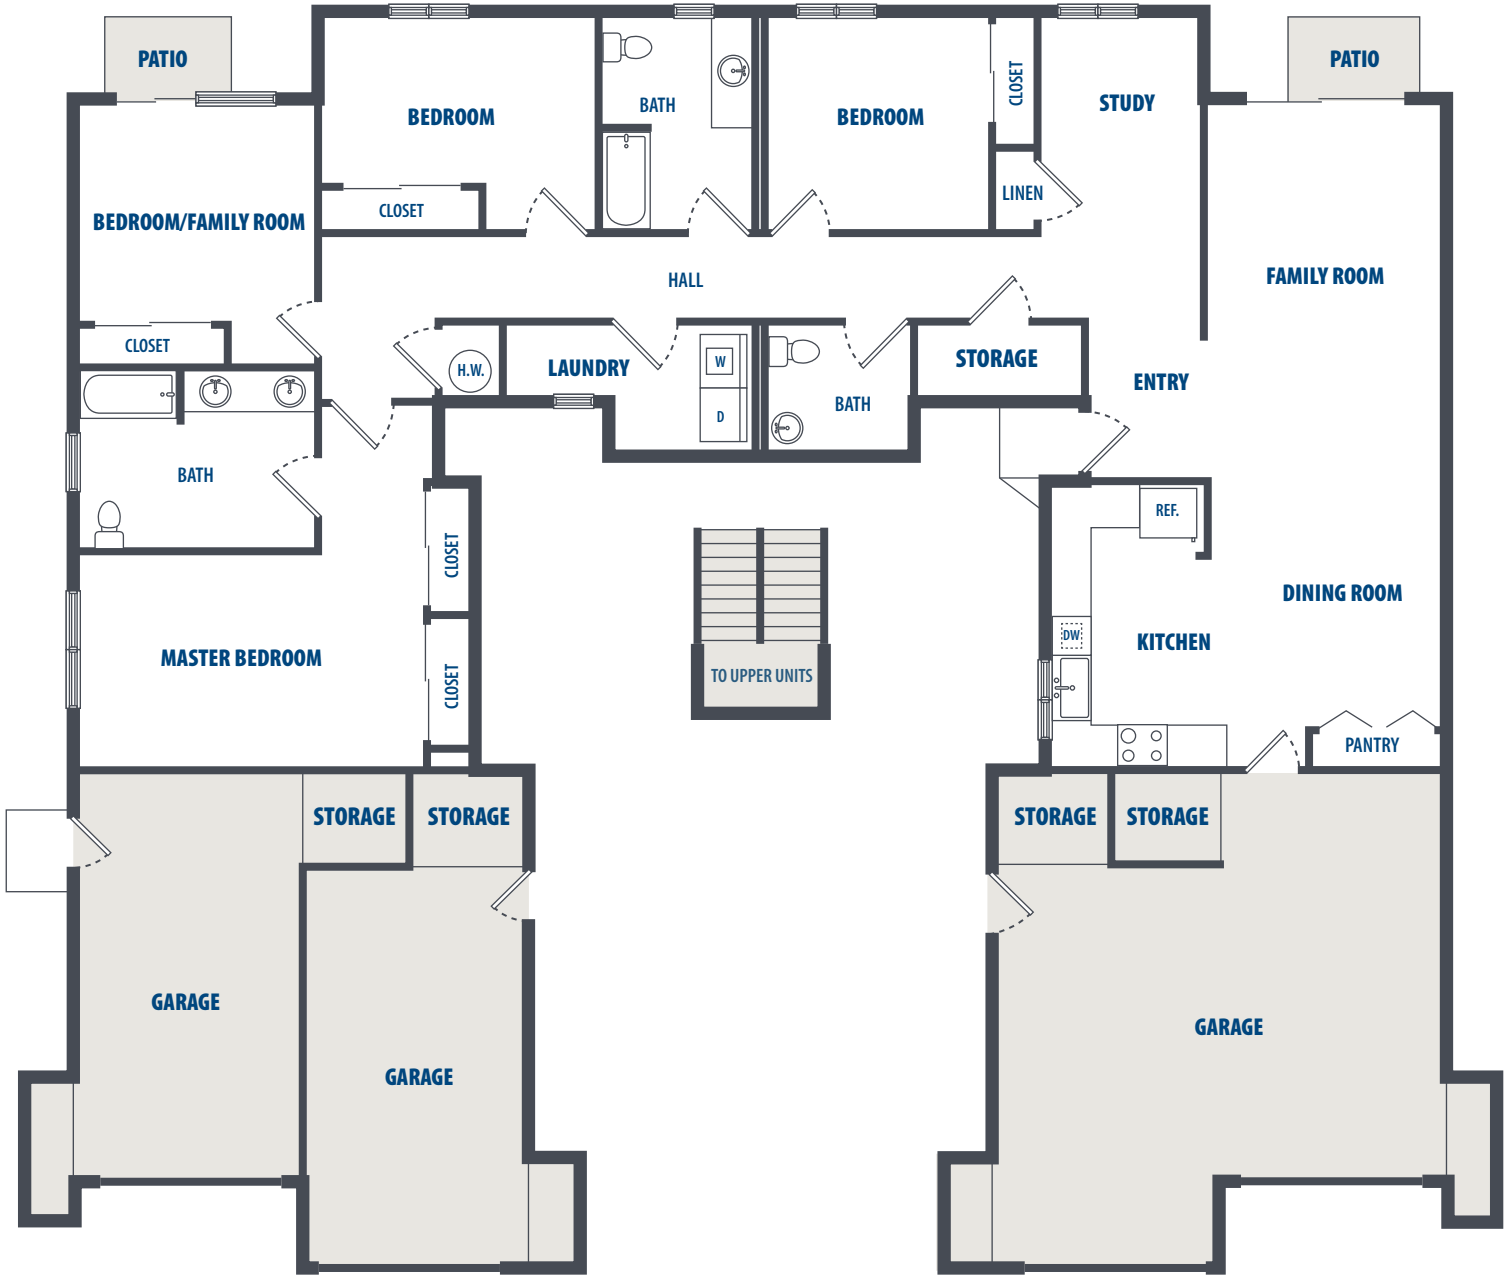 PATIO
PATIO
BEDROOM
BATH
BEDROOM
CLOSET
STUDY
BEDROOM/FAMILY ROOM
CLOSET
LINEN
HALL
FAMILY ROOM
CLOSET
H.W.
LAUNDRY
W
D
BATH
STORAGE
ENTRY
BATH
CLOSET
REF.
MASTER BEDROOM
CLOSET
TO UPPER UNITS
DW
KITCHEN
DINING ROOM
PANTRY
STORAGE
STORAGE
STORAGE
STORAGE
GARAGE
GARAGE
GARAGE